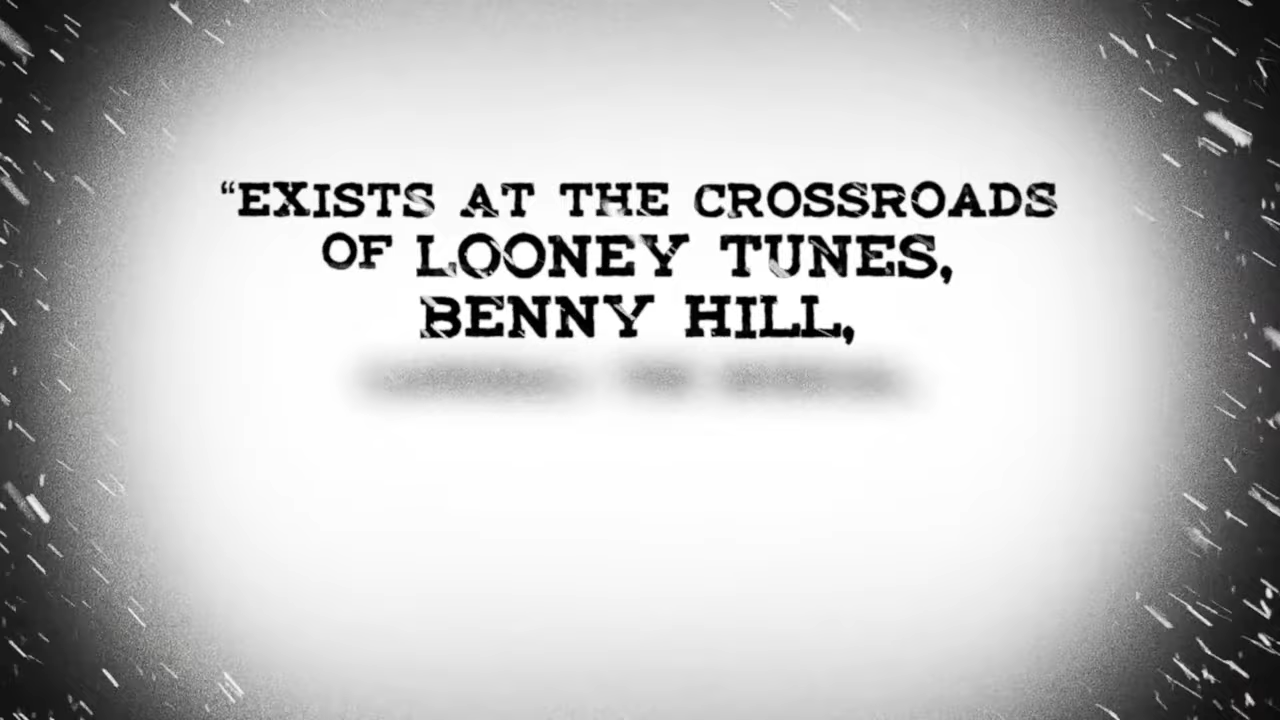 “EXISTS AT THE CROSSROADS
OF LOONEY TUNES,
BENNY HILL,